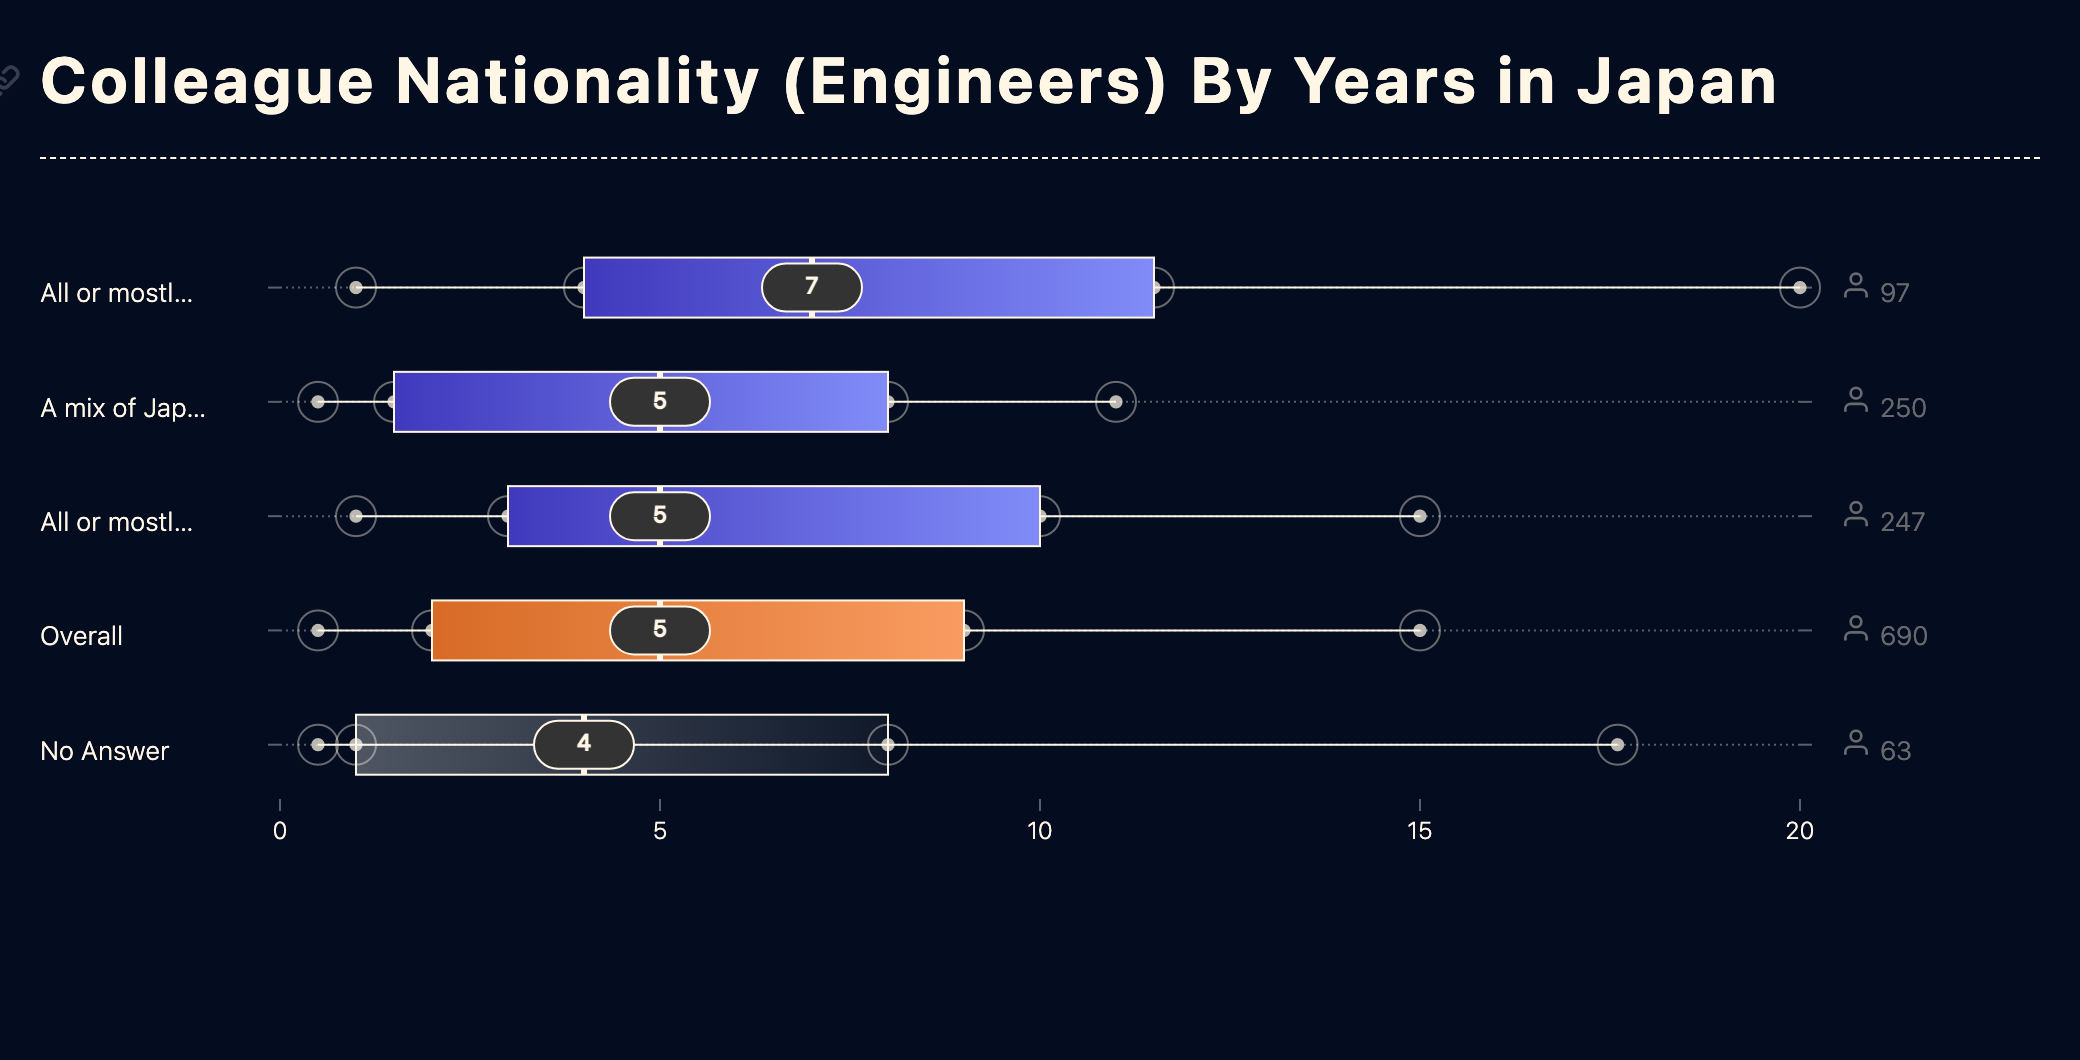 Colleague Nationality (Engineers) By Years in Japan
All or mostl... 7 97
A mix of Jap... 5 250
All or mostl... 5 247
Overall 5 690
No Answer 4 63
0 5 10 15 20